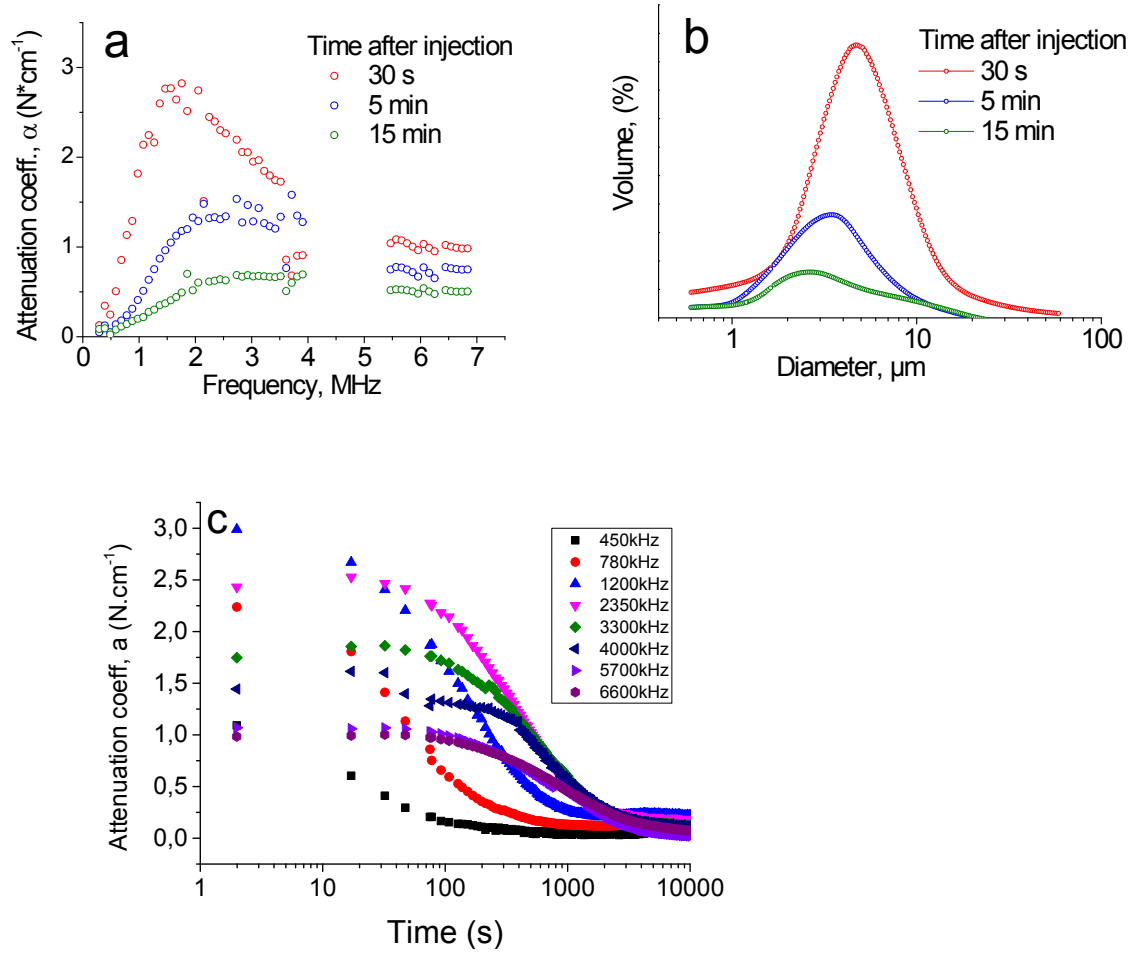 a
Time after injection
30 s
5 min
15 min
Attenuation coeff., α (N*cm⁻¹)
3
2
1
0
0 1 2 3 4 5 6 7
Frequency, MHz
b
Time after injection
30 s
5 min
15 min
Volume, (%)
1 10 100
Diameter, µm
c
450kHz
780kHz
1200kHz
2350kHz
3300kHz
4000kHz
5700kHz
6600kHz
Attenuation coeff, a (N.cm⁻¹)
3,0
2,5
2,0
1,5
1,0
0,5
0,0
1 10 100 1000 10000
Time (s)